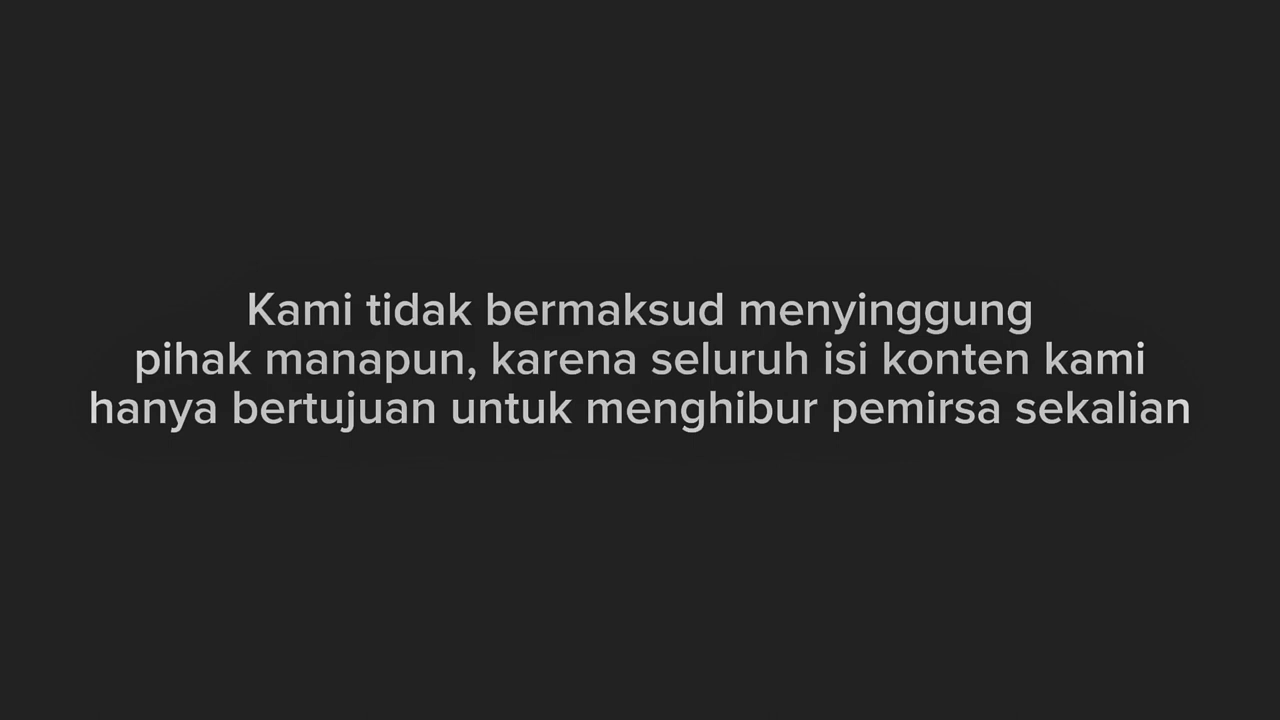 Kami tidak bermaksud menyinggung
pihak manapun, karena seluruh isi konten kami
hanya bertujuan untuk menghibur pemirsa sekalian